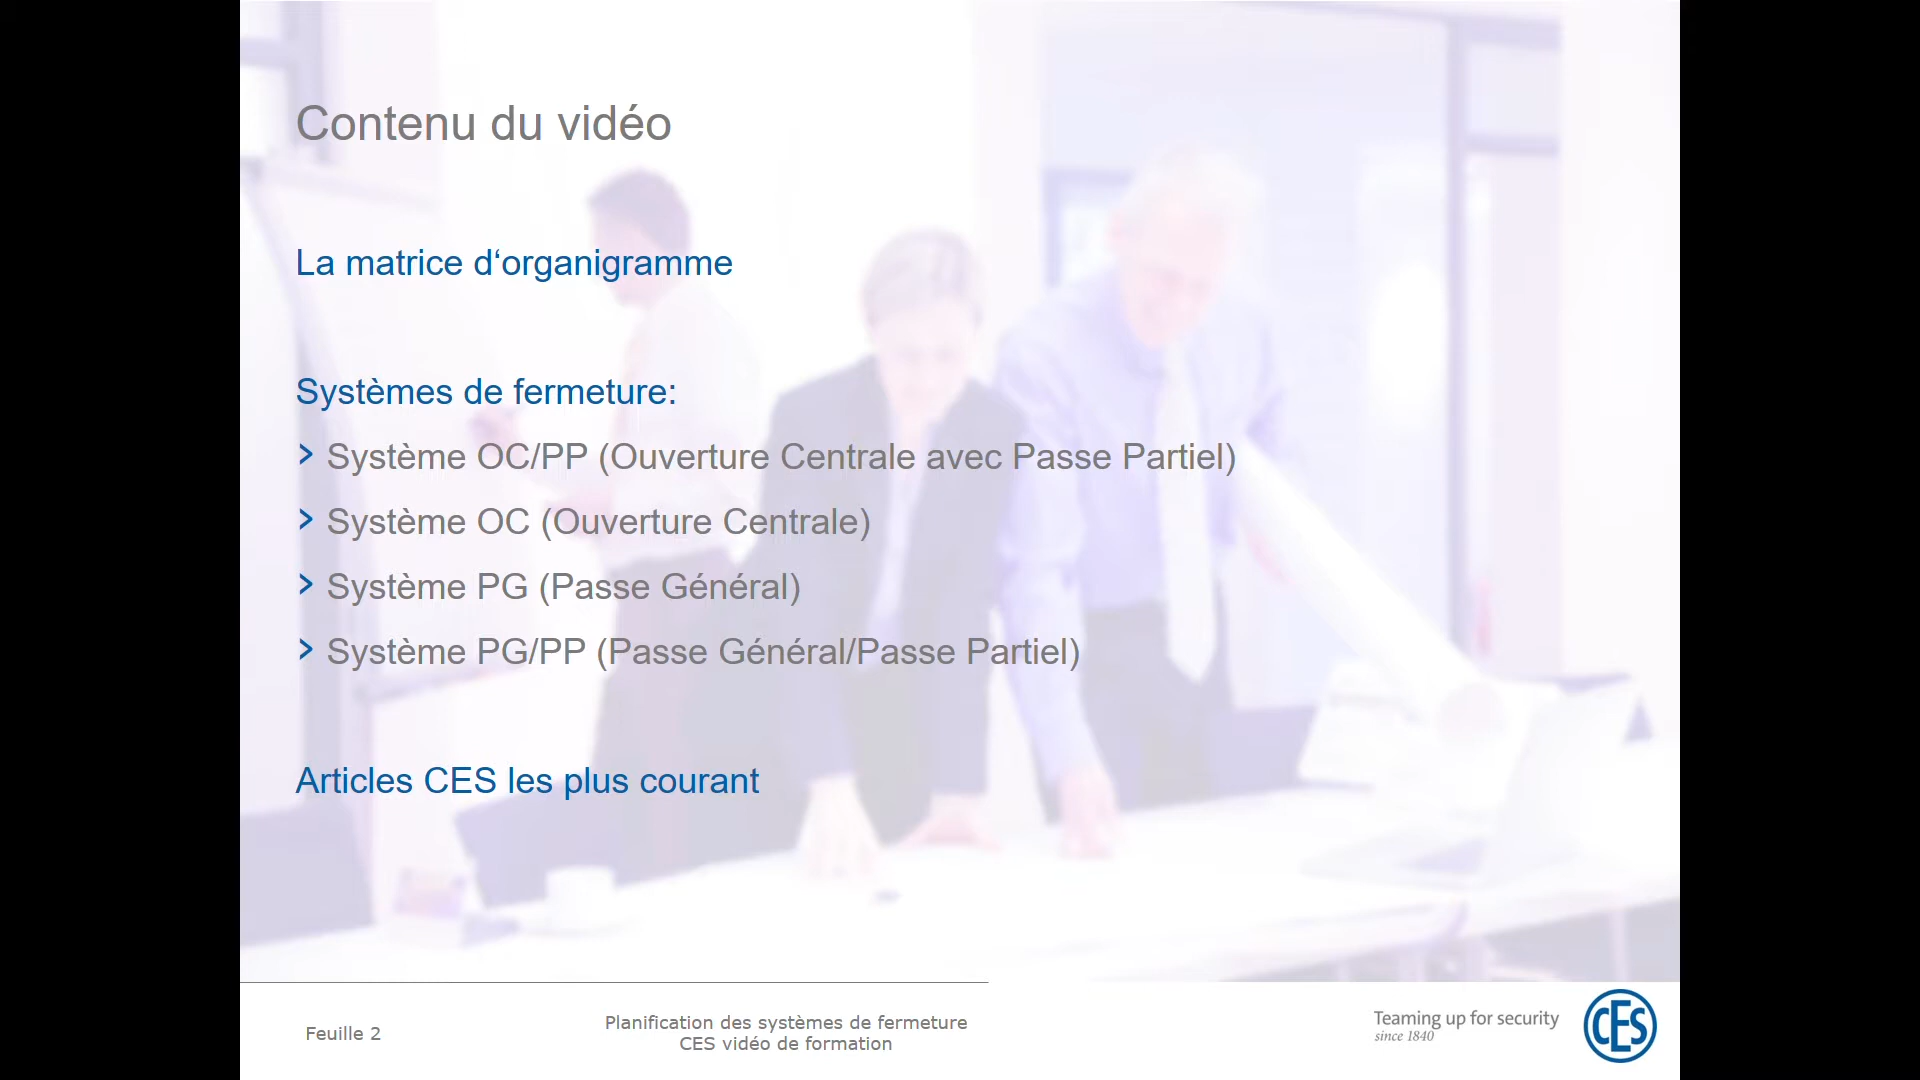 Contenu du vidéo
La matrice d‘organigramme
Systèmes de fermeture:
› Système OC/PP (Ouverture Centrale avec Passe Partiel)
› Système OC (Ouverture Centrale)
› Système PG (Passe Général)
› Système PG/PP (Passe Général/Passe Partiel)
Articles CES les plus courant
Feuille 2
Planification des systèmes de fermeture
CES vidéo de formation
Teaming up for security
since 1840
CES